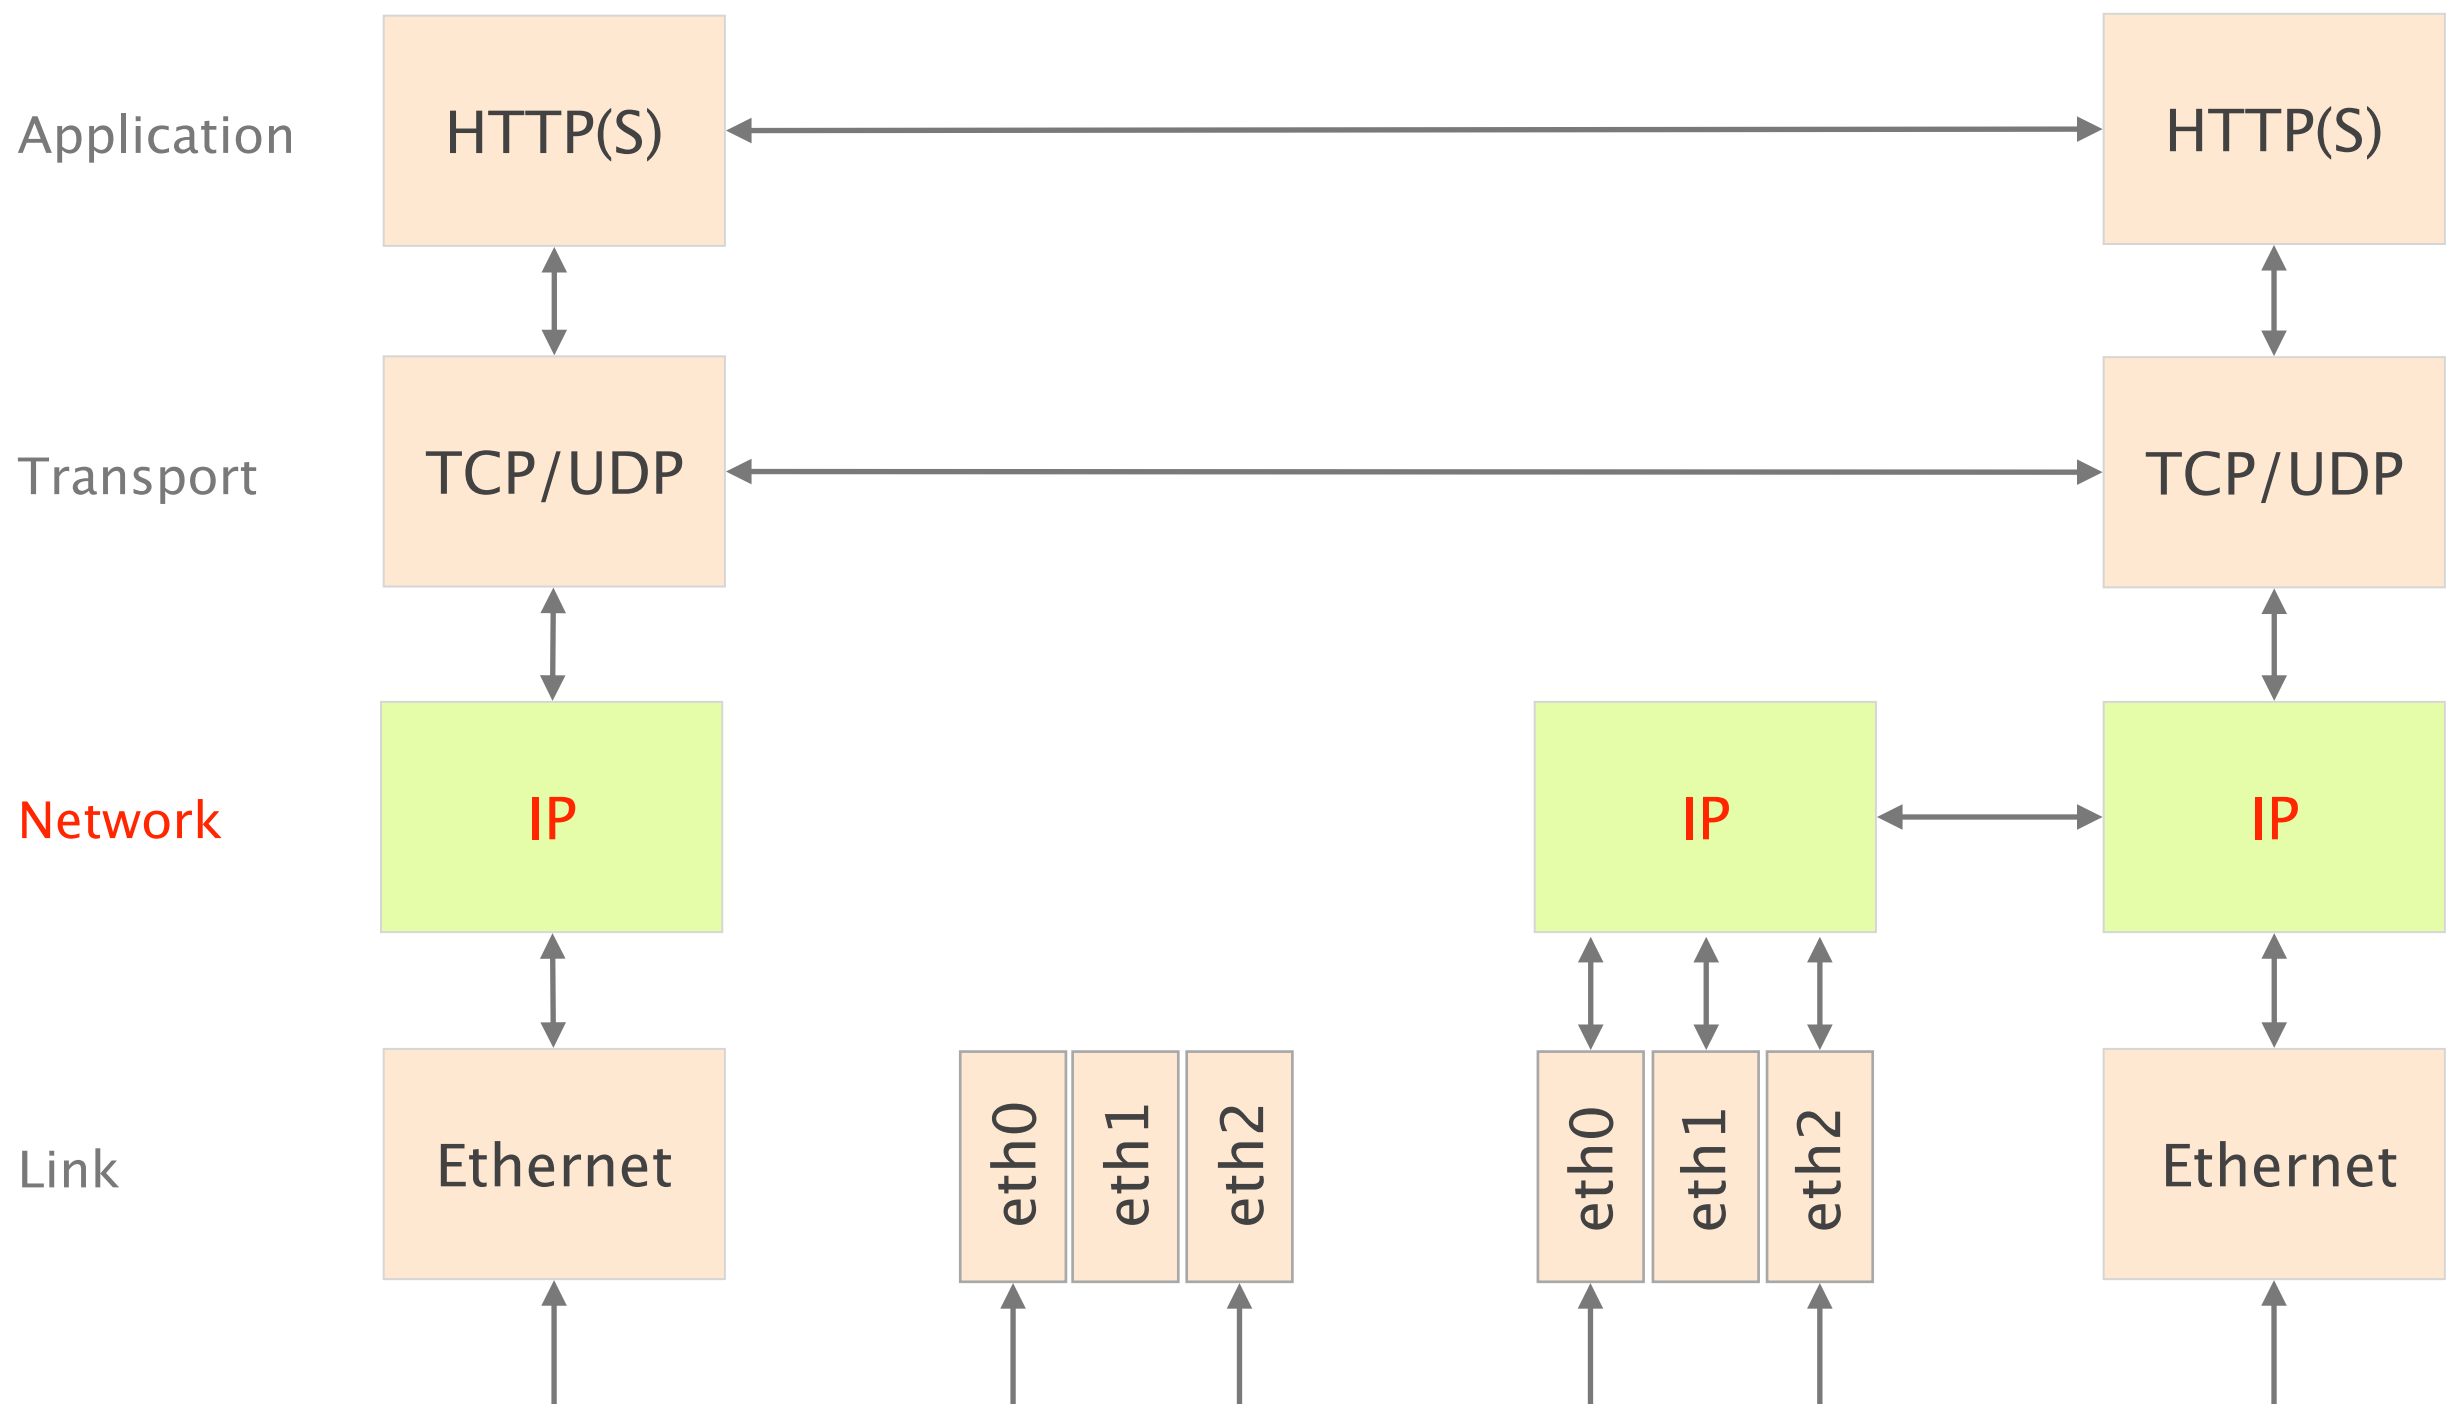 Application
HTTP(S)
HTTP(S)
Transport
TCP/UDP
TCP/UDP
Network
IP
IP
IP
Link
Ethernet
eth0
eth1
eth2
eth0
eth1
eth2
Ethernet